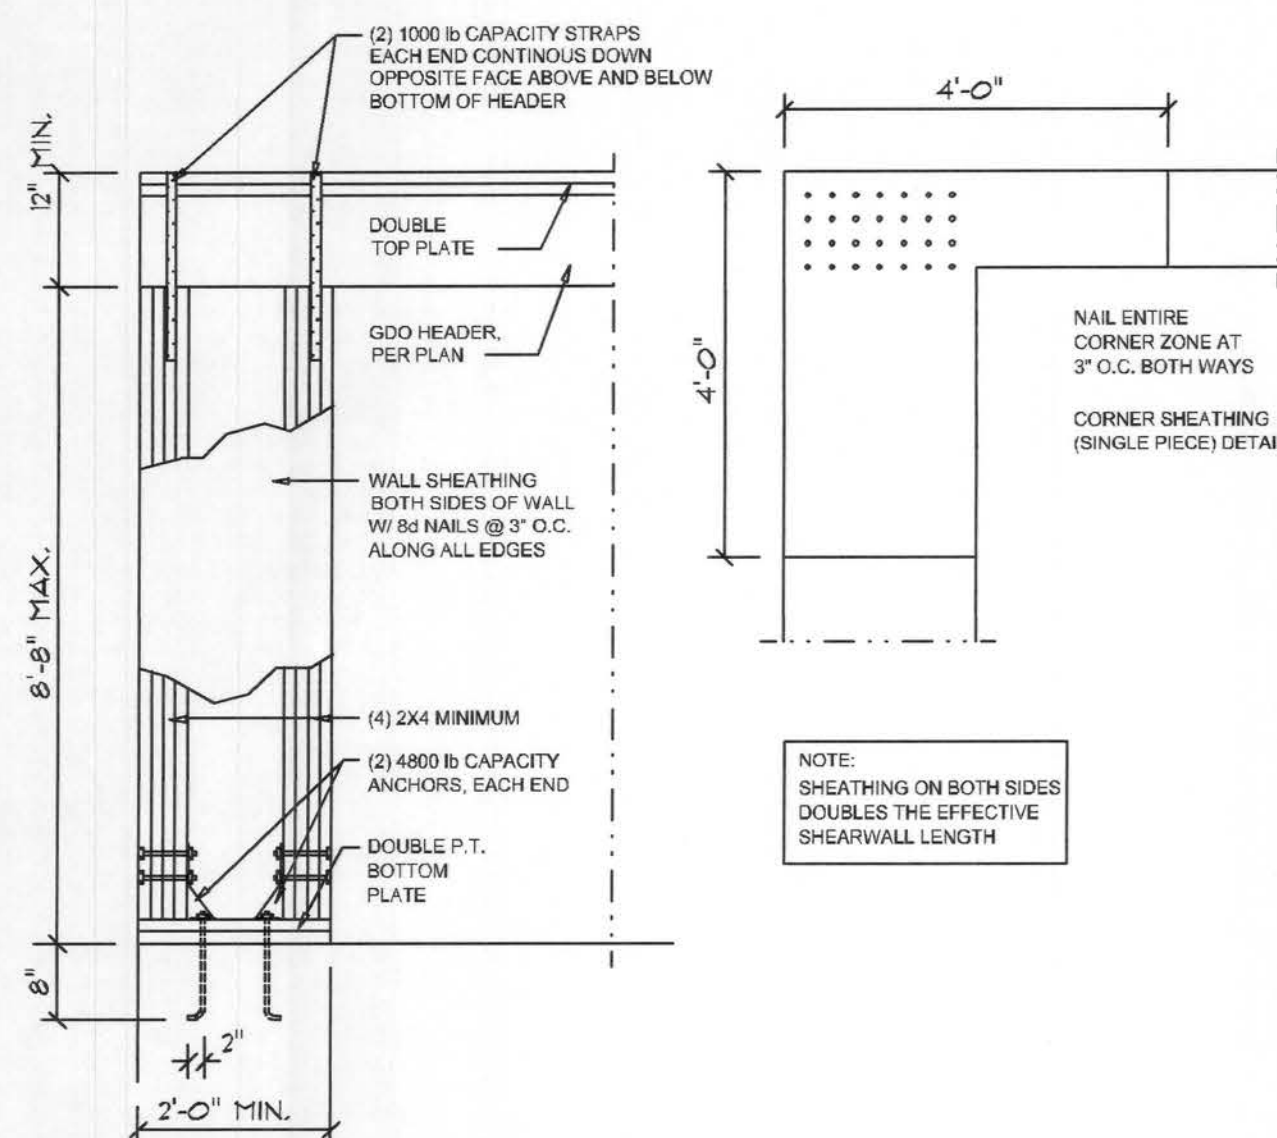 (2) 1000 lb CAPACITY STRAPS
EACH END CONTINOUS DOWN
OPPOSITE FACE ABOVE AND BELOW
BOTTOM OF HEADER
12" MIN.
DOUBLE
TOP PLATE
GDO HEADER,
PER PLAN
WALL SHEATHING
BOTH SIDES OF WALL
W/ 8d NAILS @ 3" O.C.
ALONG ALL EDGES
8'-8" MAX.
(4) 2X4 MINIMUM
(2) 4800 lb CAPACITY
ANCHORS, EACH END
DOUBLE P.T.
BOTTOM
PLATE
8"
2"
2'-0" MIN.
4'-0"
4'-0"
NAIL ENTIRE
CORNER ZONE AT
3" O.C. BOTH WAYS
CORNER SHEATHING
(SINGLE PIECE) DETAI
NOTE:
SHEATHING ON BOTH SIDES
DOUBLES THE EFFECTIVE
SHEARWALL LENGTH